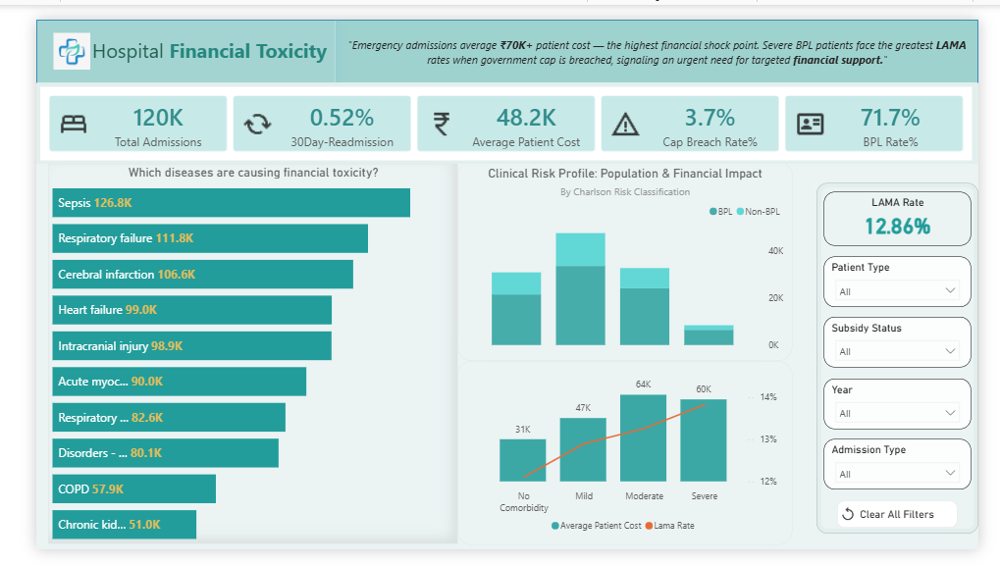 Hospital Financial Toxicity
"Emergency admissions average ₹70K+ patient cost — the highest financial shock point. Severe BPL patients face the greatest LAMA
rates when government cap is breached, signaling an urgent need for targeted financial support."
120K
Total Admissions
0.52%
30Day-Readmission
₹
48.2K
Average Patient Cost
3.7%
Cap Breach Rate%
71.7%
BPL Rate%
Which diseases are causing financial toxicity?
Sepsis 126.8K
Respiratory failure 111.8K
Cerebral infarction 106.6K
Heart failure 99.0K
Intracranial injury 98.9K
Acute myoc... 90.0K
Respiratory ... 82.6K
Disorders - ... 80.1K
COPD 57.9K
Chronic kid... 51.0K
Clinical Risk Profile: Population & Financial Impact
By Charlson Risk Classification
BPL Non-BPL
40K
20K
0K
31K
47K
64K
60K
14%
13%
12%
No
Comorbidity
Mild
Moderate
Severe
Average Patient Cost Lama Rate
LAMA Rate
12.86%
Patient Type
All
Subsidy Status
All
Year
All
Admission Type
All
Clear All Filters